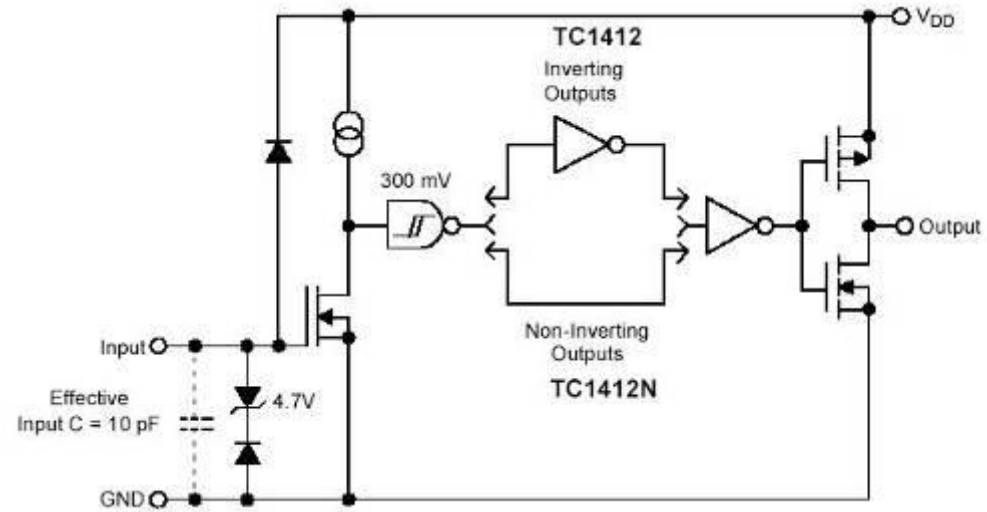 VDD
TC1412
Inverting
Outputs
300 mV
Output
Input
Non-Inverting
Outputs
TC1412N
Effective
Input C = 10 pF
4.7V
GND